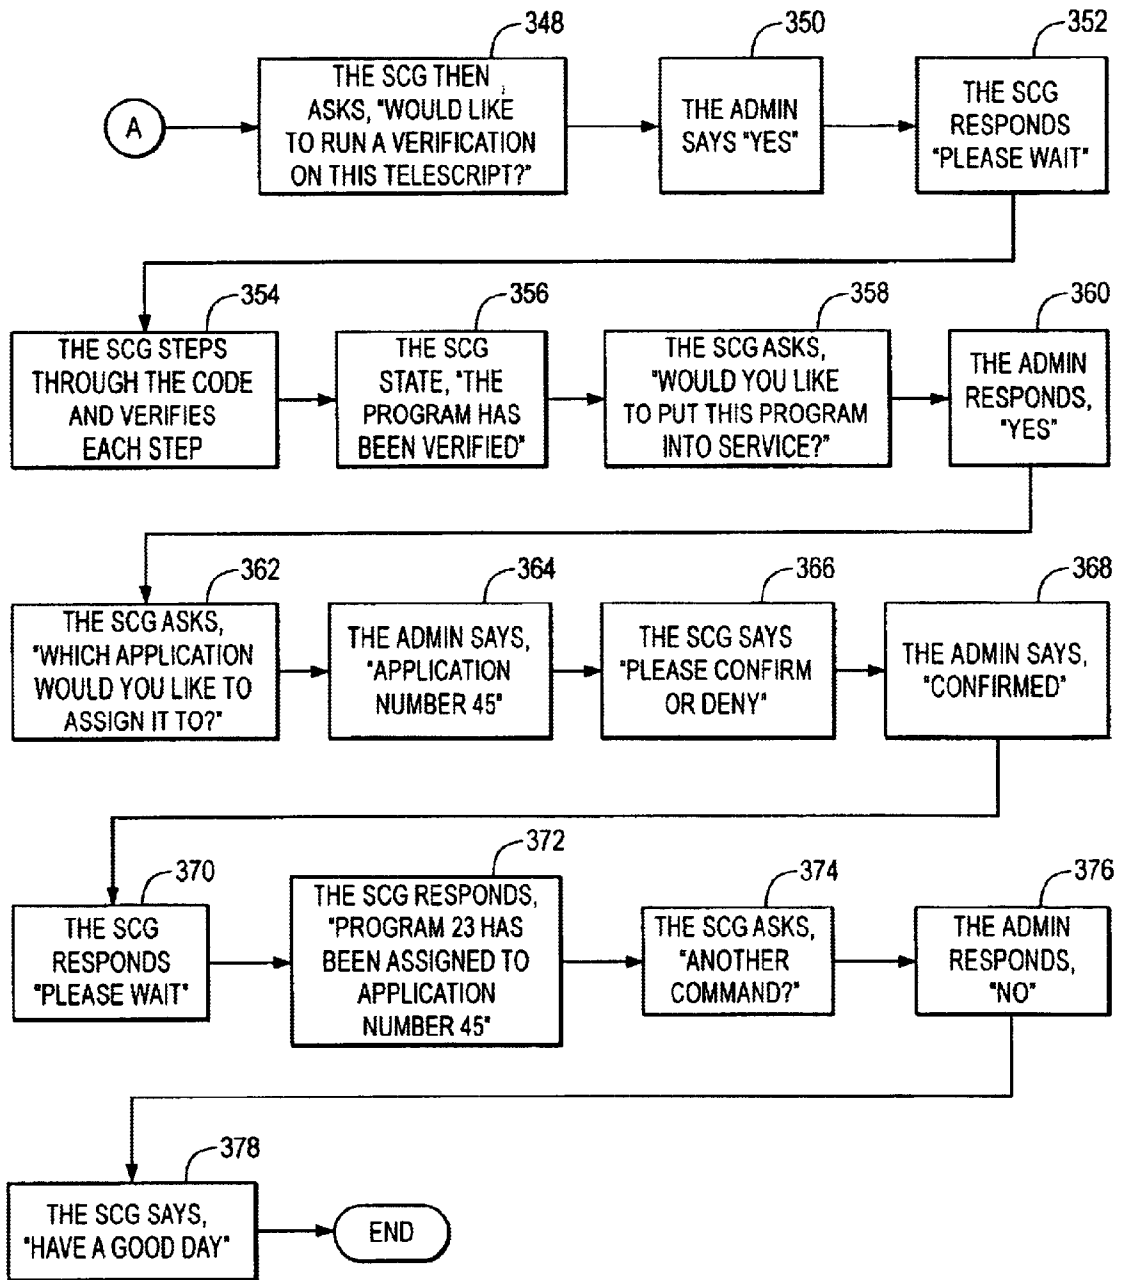 348
THE SCG THEN
ASKS, "WOULD LIKE
TO RUN A VERIFICATION
ON THIS TELESCRIPT?"
350
THE ADMIN
SAYS "YES"
352
THE SCG
RESPONDS
"PLEASE WAIT"
A
354
THE SCG STEPS
THROUGH THE CODE
AND VERIFIES
EACH STEP
356
THE SCG
STATE, "THE
PROGRAM HAS
BEEN VERIFIED"
358
THE SCG ASKS,
"WOULD YOU LIKE
TO PUT THIS PROGRAM
INTO SERVICE?"
360
THE ADMIN
RESPONDS,
"YES"
362
THE SCG ASKS,
"WHICH APPLICATION
WOULD YOU LIKE TO
ASSIGN IT TO?"
364
THE ADMIN SAYS,
"APPLICATION
NUMBER 45"
366
THE SCG SAYS
"PLEASE CONFIRM
OR DENY"
368
THE ADMIN SAYS,
"CONFIRMED"
370
THE SCG
RESPONDS
"PLEASE WAIT"
372
THE SCG RESPONDS,
"PROGRAM 23 HAS
BEEN ASSIGNED TO
APPLICATION
NUMBER 45"
374
THE SCG ASKS,
"ANOTHER
COMMAND?"
376
THE ADMIN
RESPONDS,
"NO"
378
THE SCG SAYS,
"HAVE A GOOD DAY"
END